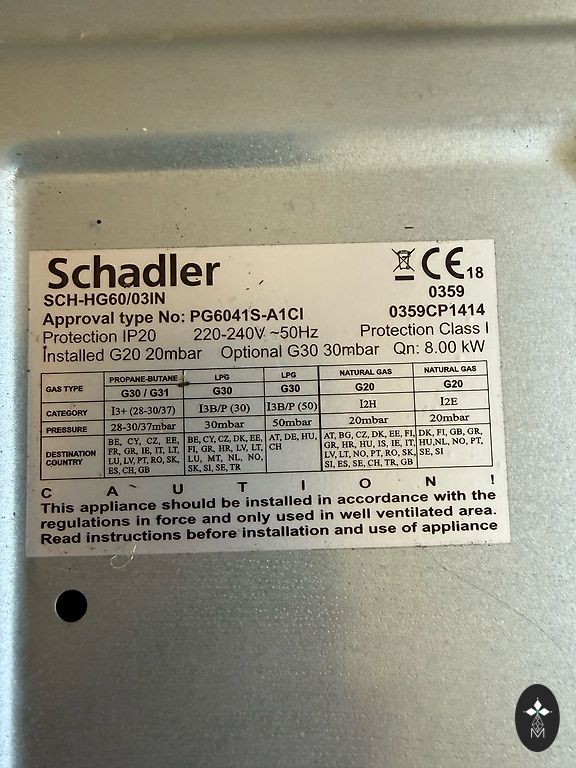 Schadler
CE 18
SCH-HG60/03IN
0359
Approval type No: PG6041S-A1CI
0359CP1414
Protection IP20 220-240V ~50Hz Protection Class I
Installed G20 20mbar Optional G30 30mbar Qn: 8.00 kW
GAS TYPE PROPANE-BUTANE LPG LPG NATURAL GAS NATURAL GAS
G30 / G31 G30 G30 G20 G20
CATEGORY I3+ (28-30/37) I3B/P (30) I3B/P (50) I2H I2E
PRESSURE 28-30/37mbar 30mbar 50mbar 20mbar 20mbar
DESTINATION COUNTRY
BE, CY, CZ, EE,
FR, GR, IE, IT, LT,
LU, LV, PT, RO, SK,
ES, CH, GB
BE, CY, CZ, DK, EE,
FI, GR, HR, LV, LT,
LU, MT, NL, NO,
SK, SI, SE, TR
AT, DE, HU,
CH
AT, BG, CZ, DK, EE, FI,
GR, HR, HU, IS, IE, IT,
LV, LT, NO, PT, RO, SK,
SI, ES, SE, CH, TR, GB
DK, FI, GB, GR,
HU,NL, NO, PT,
SE, SI
C A U T I O N !
This appliance should be installed in accordance with the
regulations in force and only used in well ventilated area.
Read instructions before installation and use of appliance
M